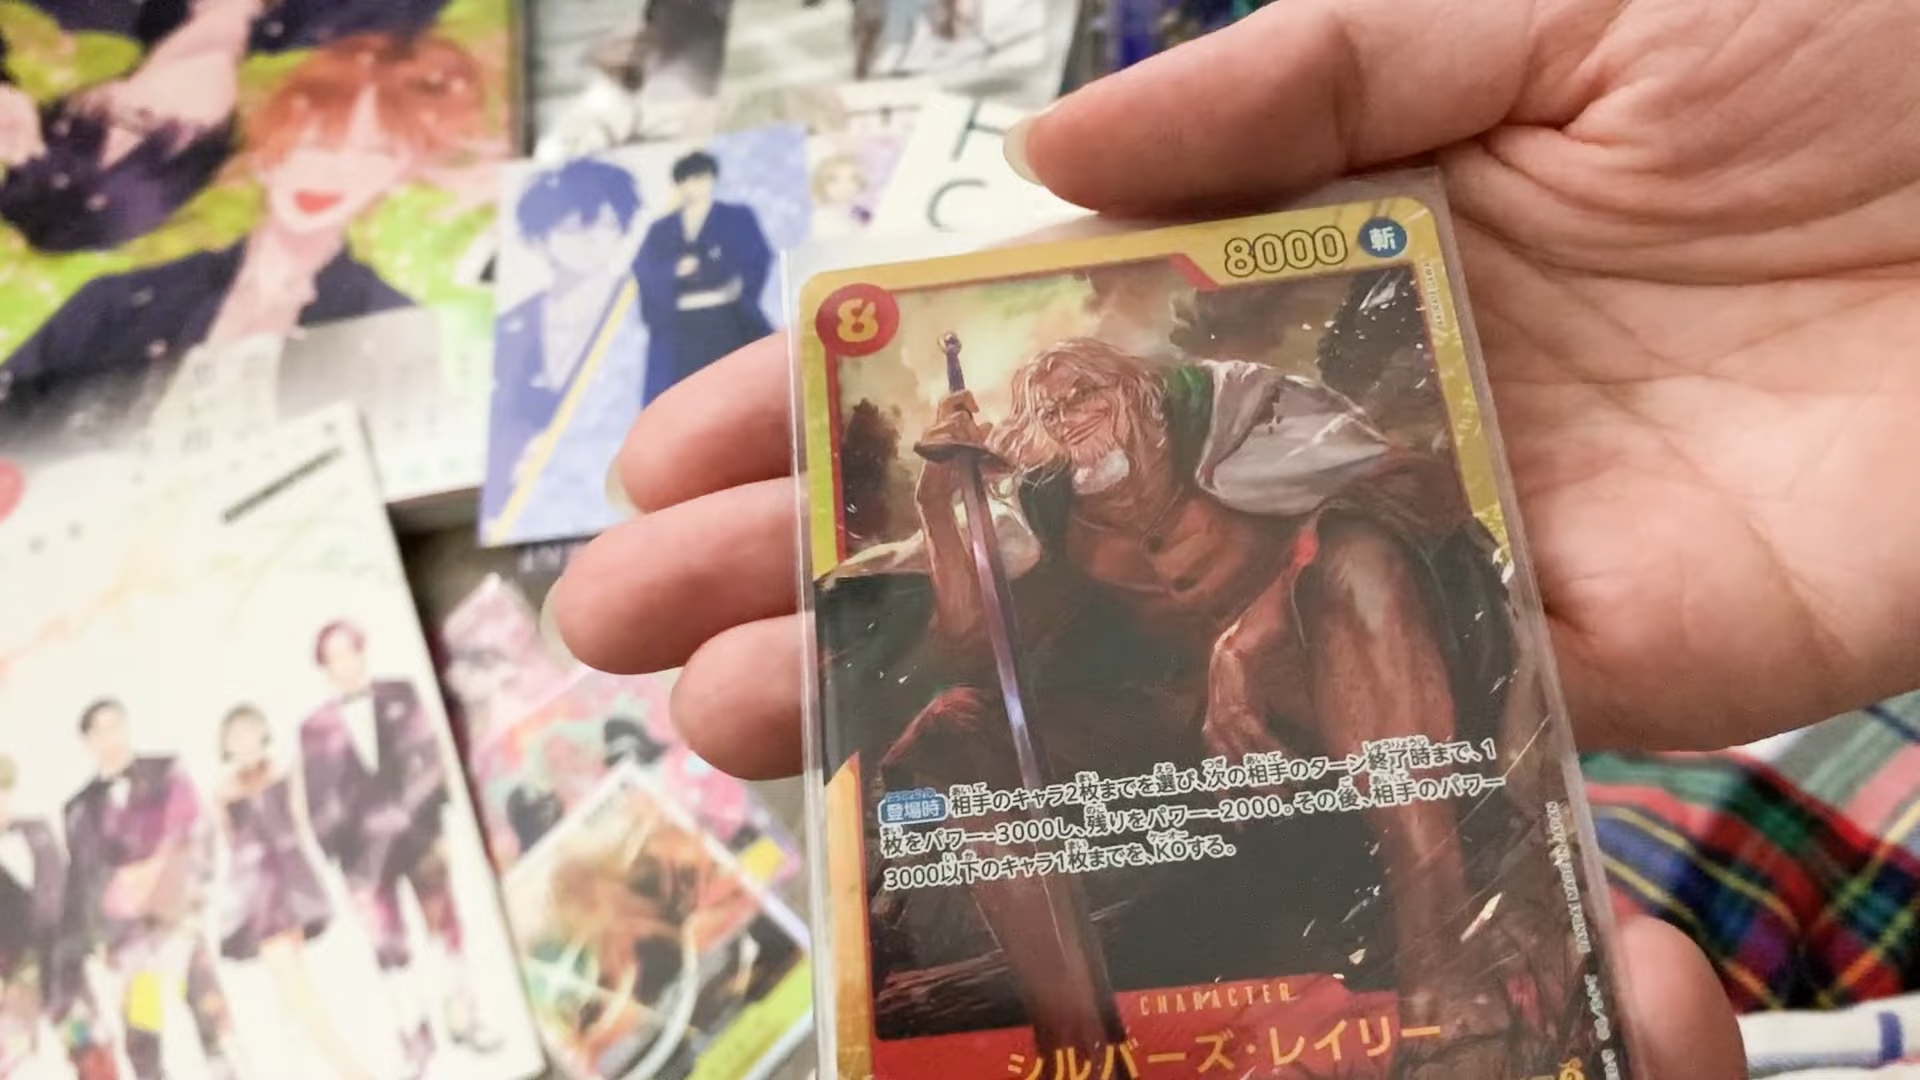 8000 斬
8
登場時 相手のキャラ2枚までを選び、次の相手のターン終了時まで、1
枚をパワー-3000し、残りをパワー-2000。その後、相手のパワー
3000以下のキャラ1枚までを、KOする。
CHARACTER
シルバーズ・レイリー